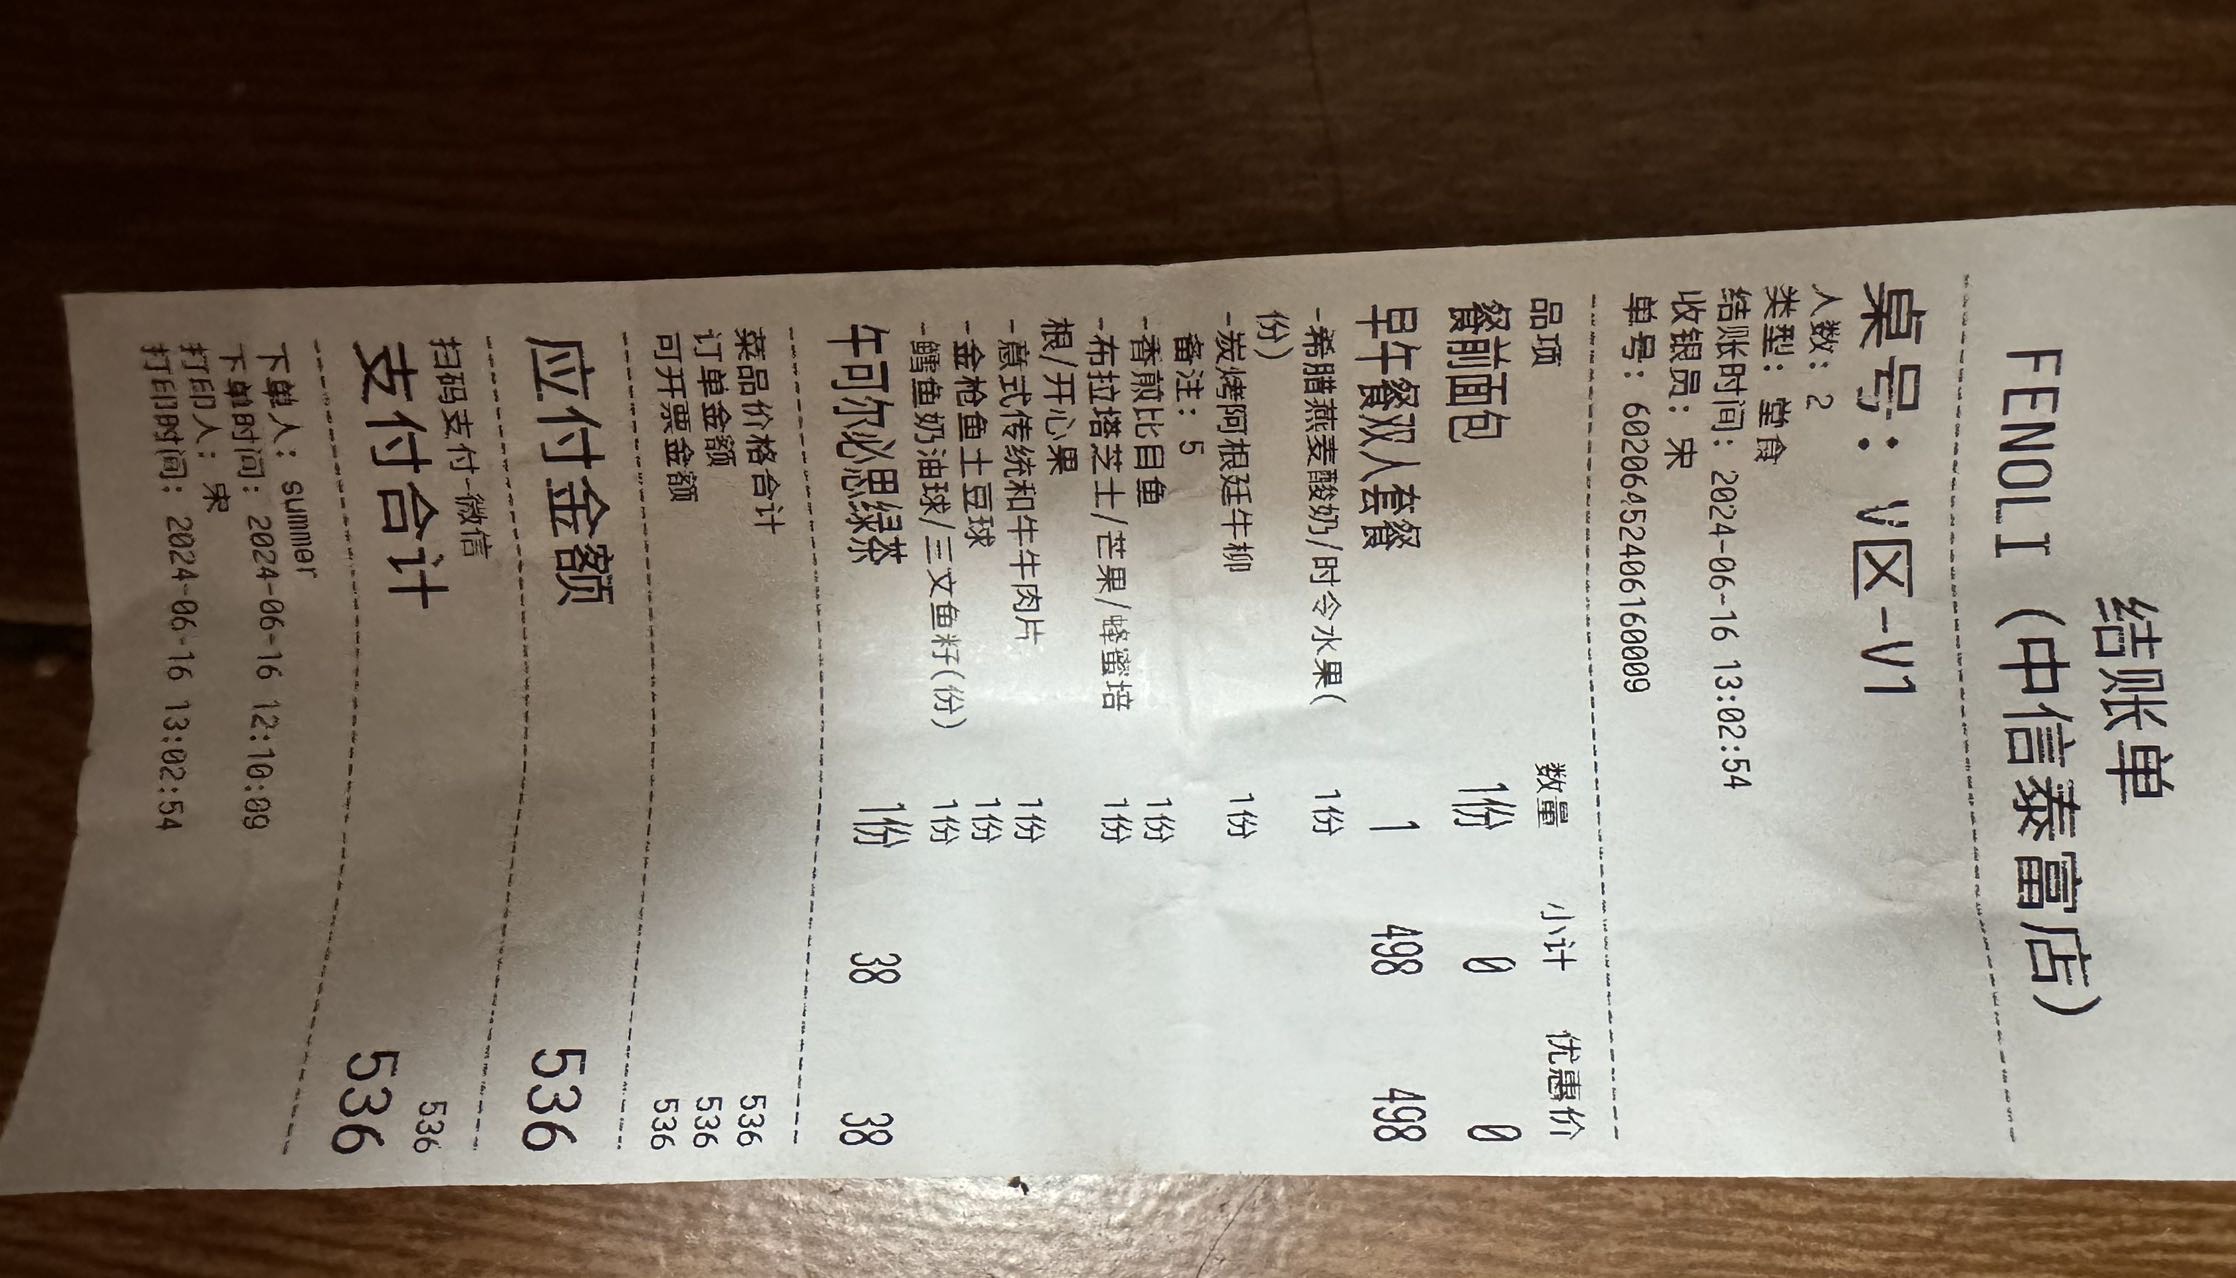 结账单
FENOLI（中信泰富店）
桌号：V区-V1
人数：2
类型：堂食
结账时间：2024-06-16 13:02:54
收银员：宋
单号：602064524061600009
品项 数量 小计 优惠价
餐前面包 1份 0 0
早午餐双人套餐 1 498 498
-希腊燕麦酸奶/时令水果( 1份
份)
-炭烤阿根廷牛柳 1份
备注：5
-香煎比目鱼 1份
-布拉塔芝士/芒果/蜂蜜培 1份
根/开心果
-意式传统和牛牛肉片 1份
-金枪鱼土豆球 1份
-鳕鱼奶油球/三文鱼籽(份) 1份
午可尔必思绿茶 1份 38 38
菜品价格合计 536
订单金额 536
可开票金额 536
应付金额 536
扫码支付-微信 536
支付合计 536
下单人：summer
下单时间：2024-06-16 12:10:09
打印人：宋
打印时间：2024-06-16 13:02:54